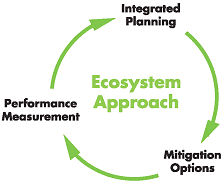 Integrated
Planning
Ecosystem
Approach
Performance
Measurement
Mitigation
Options